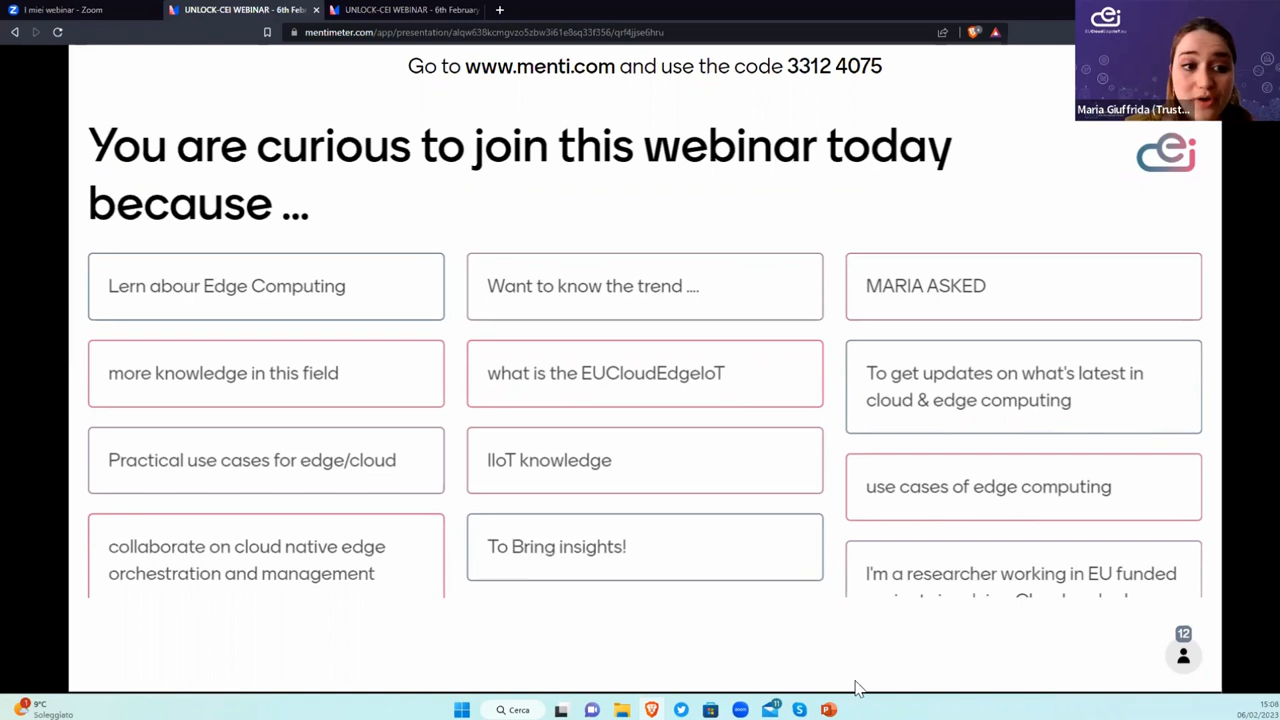 I miei webinar - Zoom
UNLOCK-CEI WEBINAR - 6th Feb
UNLOCK-CEI WEBINAR - 6th February
mentimeter.com/app/presentation/alqw638kcmgvzo5zbw3i61e8sq33f356/qrf4jjse6hru
Go to www.menti.com and use the code 3312 4075
Maria Giuffrida (Trust...
You are curious to join this webinar today
because ...
cei
Lern abour Edge Computing
Want to know the trend ....
MARIA ASKED
more knowledge in this field
what is the EUCloudEdgeIoT
To get updates on what's latest in
cloud & edge computing
Practical use cases for edge/cloud
IIoT knowledge
use cases of edge computing
collaborate on cloud native edge
orchestration and management
To Bring insights!
I'm a researcher working in EU funded
12
9°C
Soleggiato
Cerca
11
15:08
06/02/2023